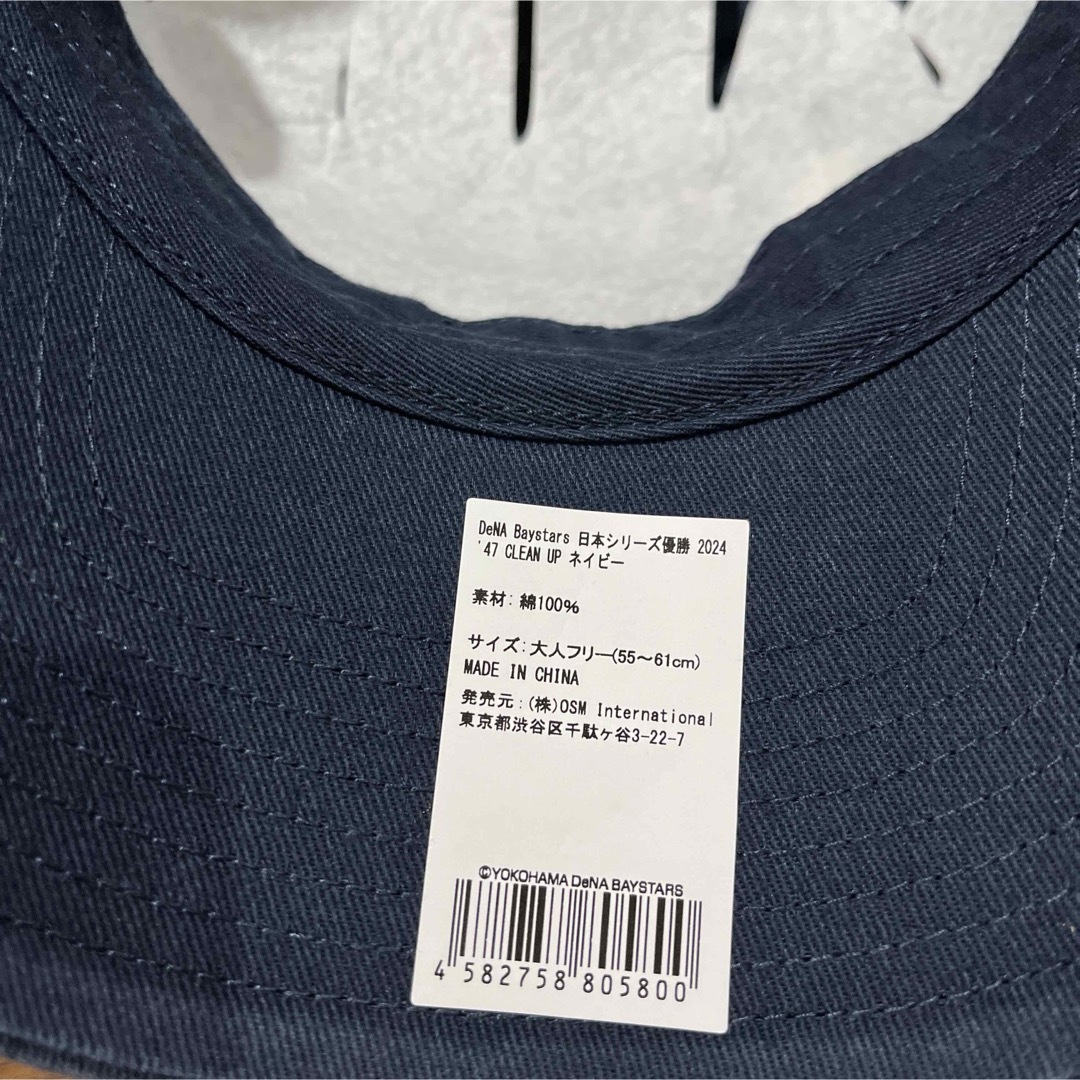 DeNA Baystars 日本シリーズ優勝 2024
'47 CLEAN UP ネイビー
素材: 綿100%
サイズ: 大人フリー(55〜61cm)
MADE IN CHINA
発売元: (株)OSM International
東京都渋谷区千駄ヶ谷3-22-7
©YOKOHAMA DeNA BAYSTARS
4 582758 805800